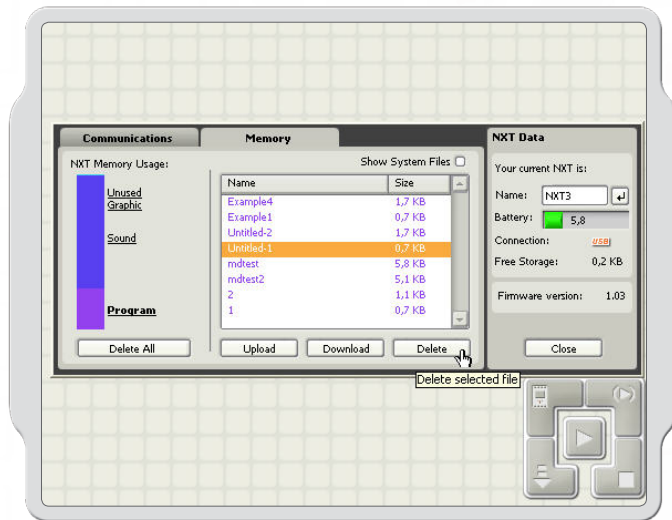 Communications
Memory
NXT Memory Usage:
Show System Files
Unused
Graphic
Sound
Program
Name Size
Example4 1,7 KB
Example1 0,7 KB
Untitled-2 1,7 KB
Untitled-1 0,7 KB
mdtest 5,8 KB
mdtest2 5,1 KB
2 1,1 KB
1 0,7 KB
Delete All
Upload
Download
Delete
Delete selected file
NXT Data
Your current NXT is:
Name: NXT3
Battery: 5,8
Connection: USB
Free Storage: 0,2 KB
Firmware version: 1.03
Close